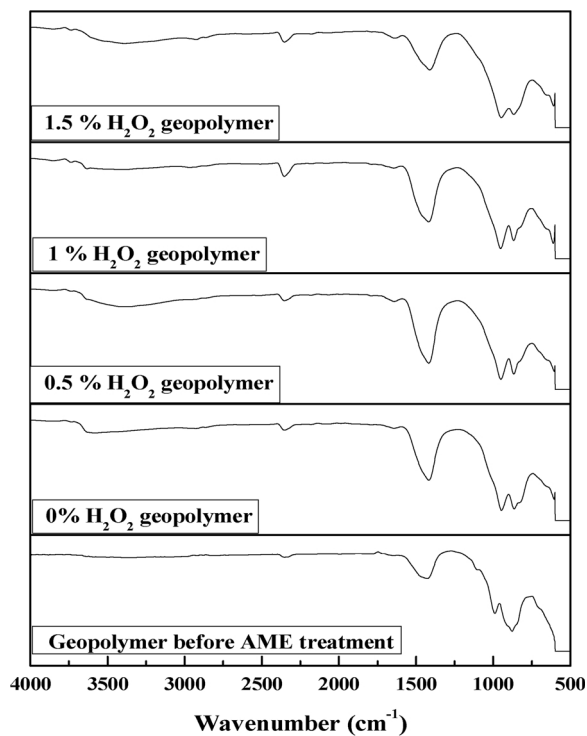 1.5 % H₂O₂ geopolymer
1 % H₂O₂ geopolymer
0.5 % H₂O₂ geopolymer
0% H₂O₂ geopolymer
Geopolymer before AME treatment
4000 3500 3000 2500 2000 1500 1000 500
Wavenumber (cm⁻¹)